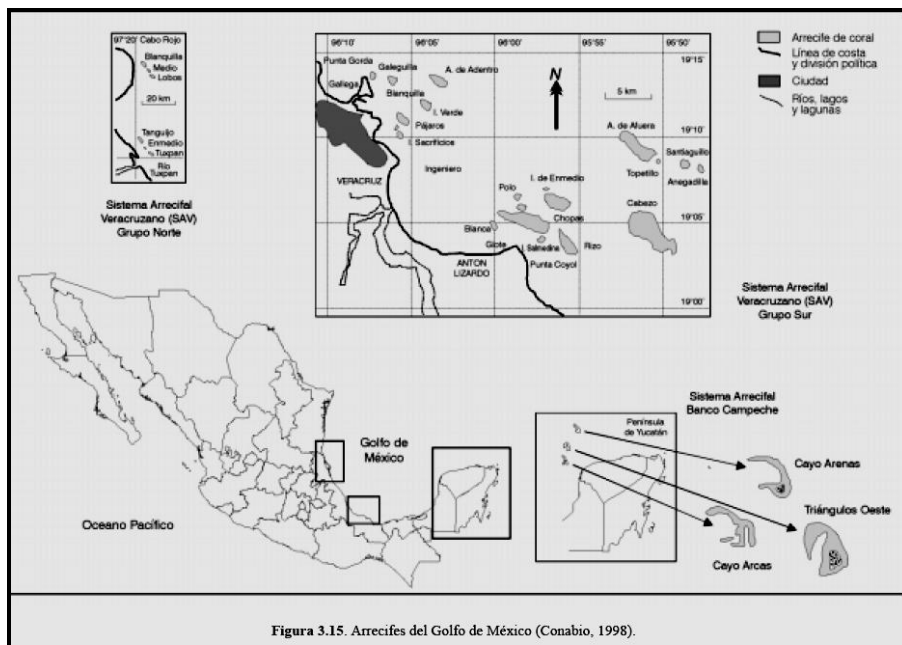 97°20' Cabo Rojo
Blanquilla
Medio
Lobos
20 km
Tanguijo
Enmedio
Tuxpan
Río
Tuxpan
Sistema Arrecifal
Veracruzano (SAV)
Grupo Norte
96°10'
96°05'
96°00'
95°55'
95°50'
Punta Gorda
Galeguilla
A. de Adentro
Gallega
Blanquilla
I. Verde
Pájaros
I. Sacrificios
N
5 km
19°15'
19°10'
19°05'
19°00'
A. de Afuera
Santiaguillo
Topetillo
Anegadilla
VERACRUZ
Ingeniero
Polo
I. de Enmedio
Cabezo
Chopas
Blanca
Giote
I. Salmedina
Rizo
ANTON
LIZARDO
Punta Coyol
Arrecife de coral
Línea de costa
y división política
Ciudad
Ríos, lagos
y lagunas
Sistema Arrecifal
Veracruzano (SAV)
Grupo Sur
Golfo de
México
Oceano Pacífico
Sistema Arrecifal
Banco Campeche
Península
de Yucatán
Cayo Arenas
Triángulos Oeste
Cayo Arcas
Figura 3.15. Arrecifes del Golfo de México (Conabio, 1998).